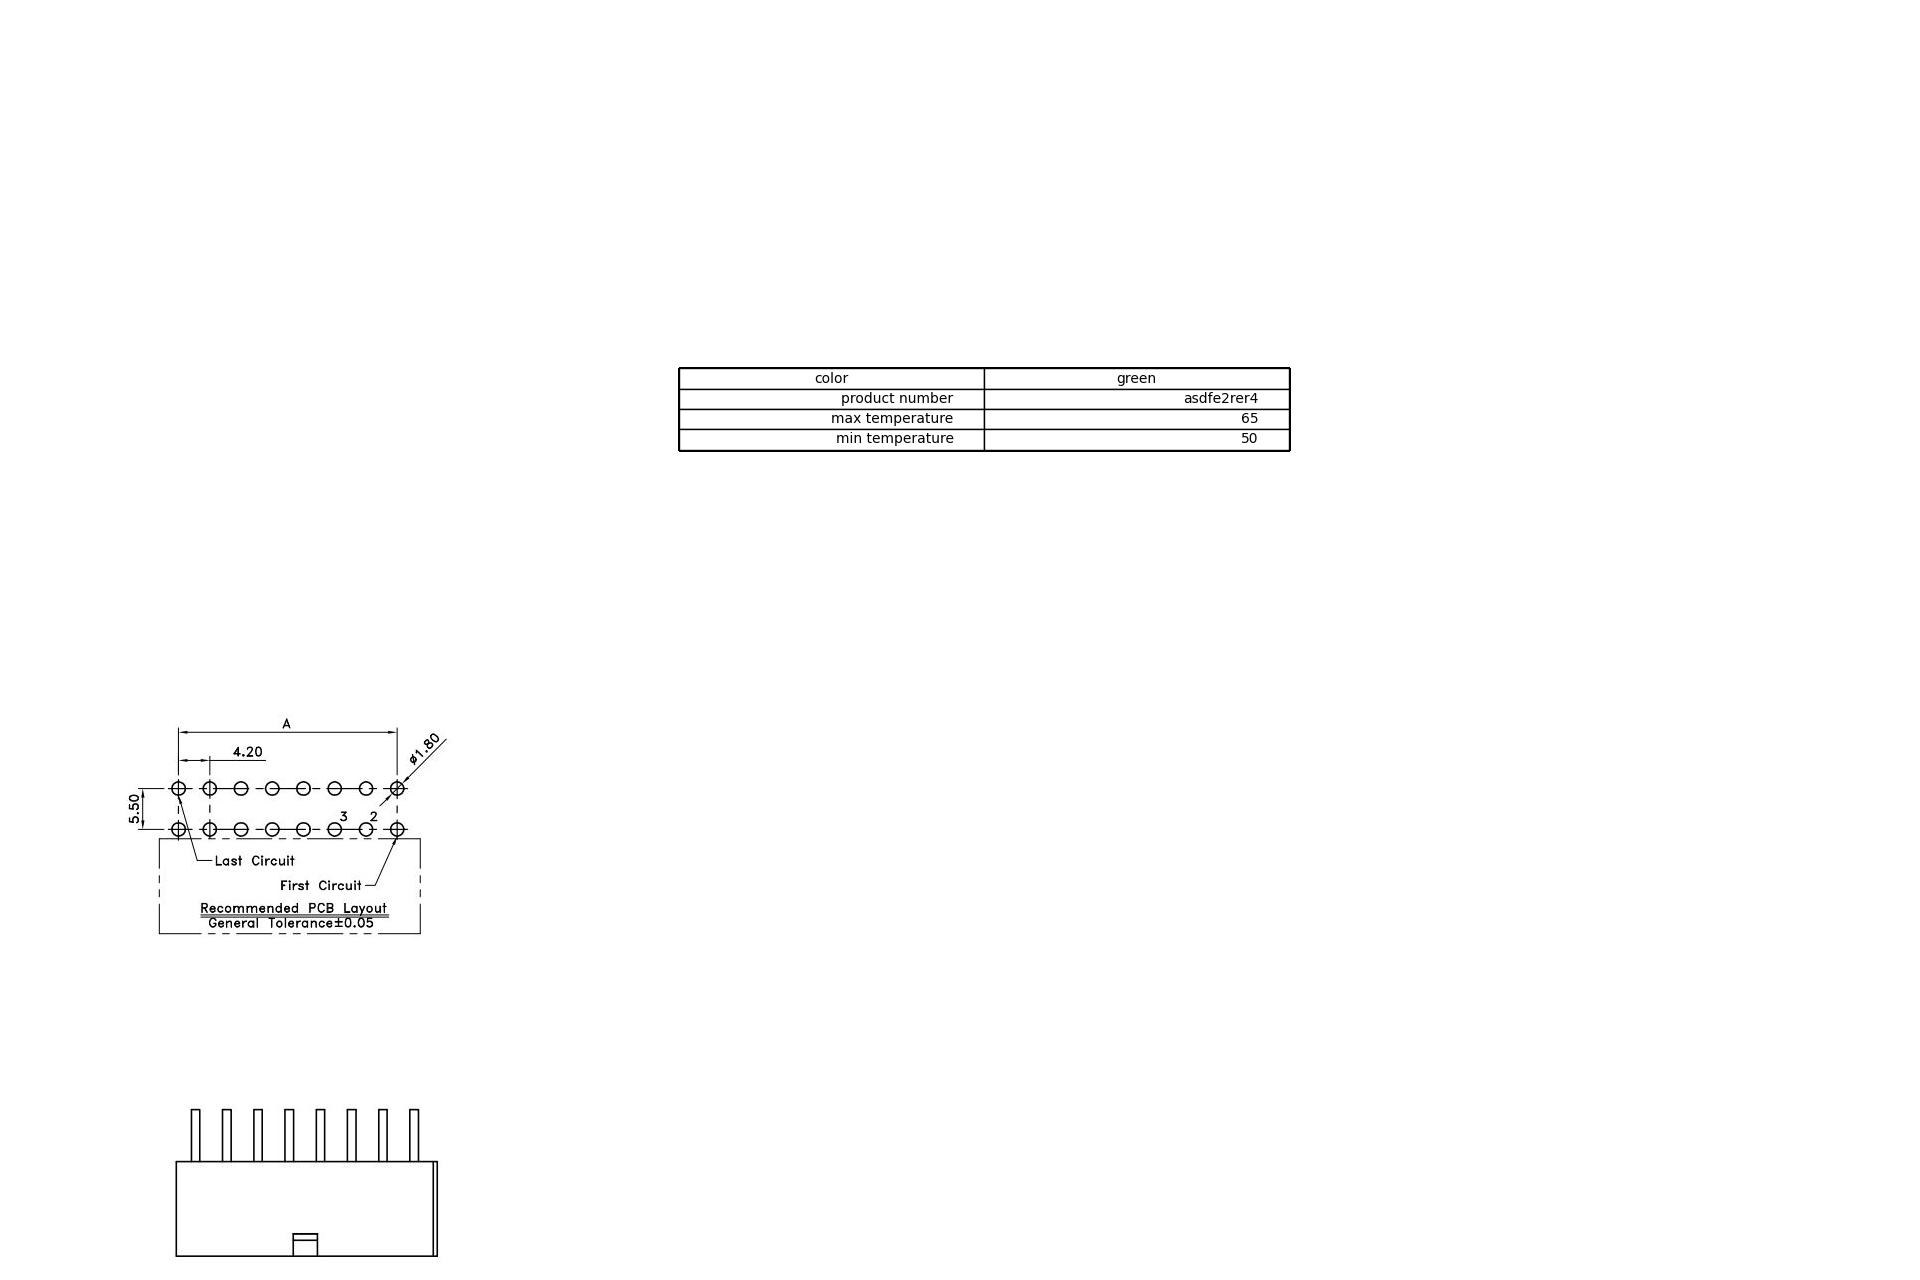 color green
product number asdfe2rer4
max temperature 65
min temperature 50
A
4.20
ø1.80
5.50
3 2
Last Circuit
First Circuit
Recommended PCB Layout
General Tolerance±0.05